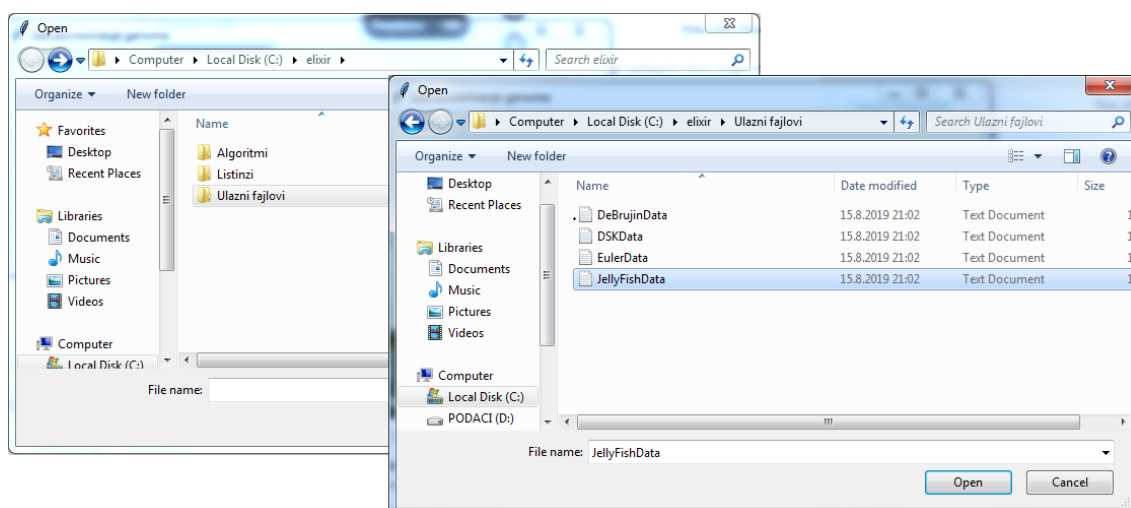 Open
Computer ▸ Local Disk (C:) ▸ elixir ▸
Search elixir
Organize ▾ New folder
Favorites
Desktop
Recent Places
Libraries
Documents
Music
Pictures
Videos
Computer
Local Disk (C:)
Name
Algoritmi
Listinzi
Ulazni fajlovi
File name:
Open
Computer ▸ Local Disk (C:) ▸ elixir ▸ Ulazni fajlovi
Search Ulazni fajlovi
Organize ▾ New folder
Desktop
Recent Places
Libraries
Documents
Music
Pictures
Videos
Computer
Local Disk (C:)
PODACI (D:)
Name Date modified Type Size
DeBrujinData 15.8.2019 21:02 Text Document 1
DSKData 15.8.2019 21:02 Text Document 1
EulerData 15.8.2019 21:02 Text Document 1
JellyFishData 15.8.2019 21:02 Text Document 1
File name: JellyFishData
Open Cancel